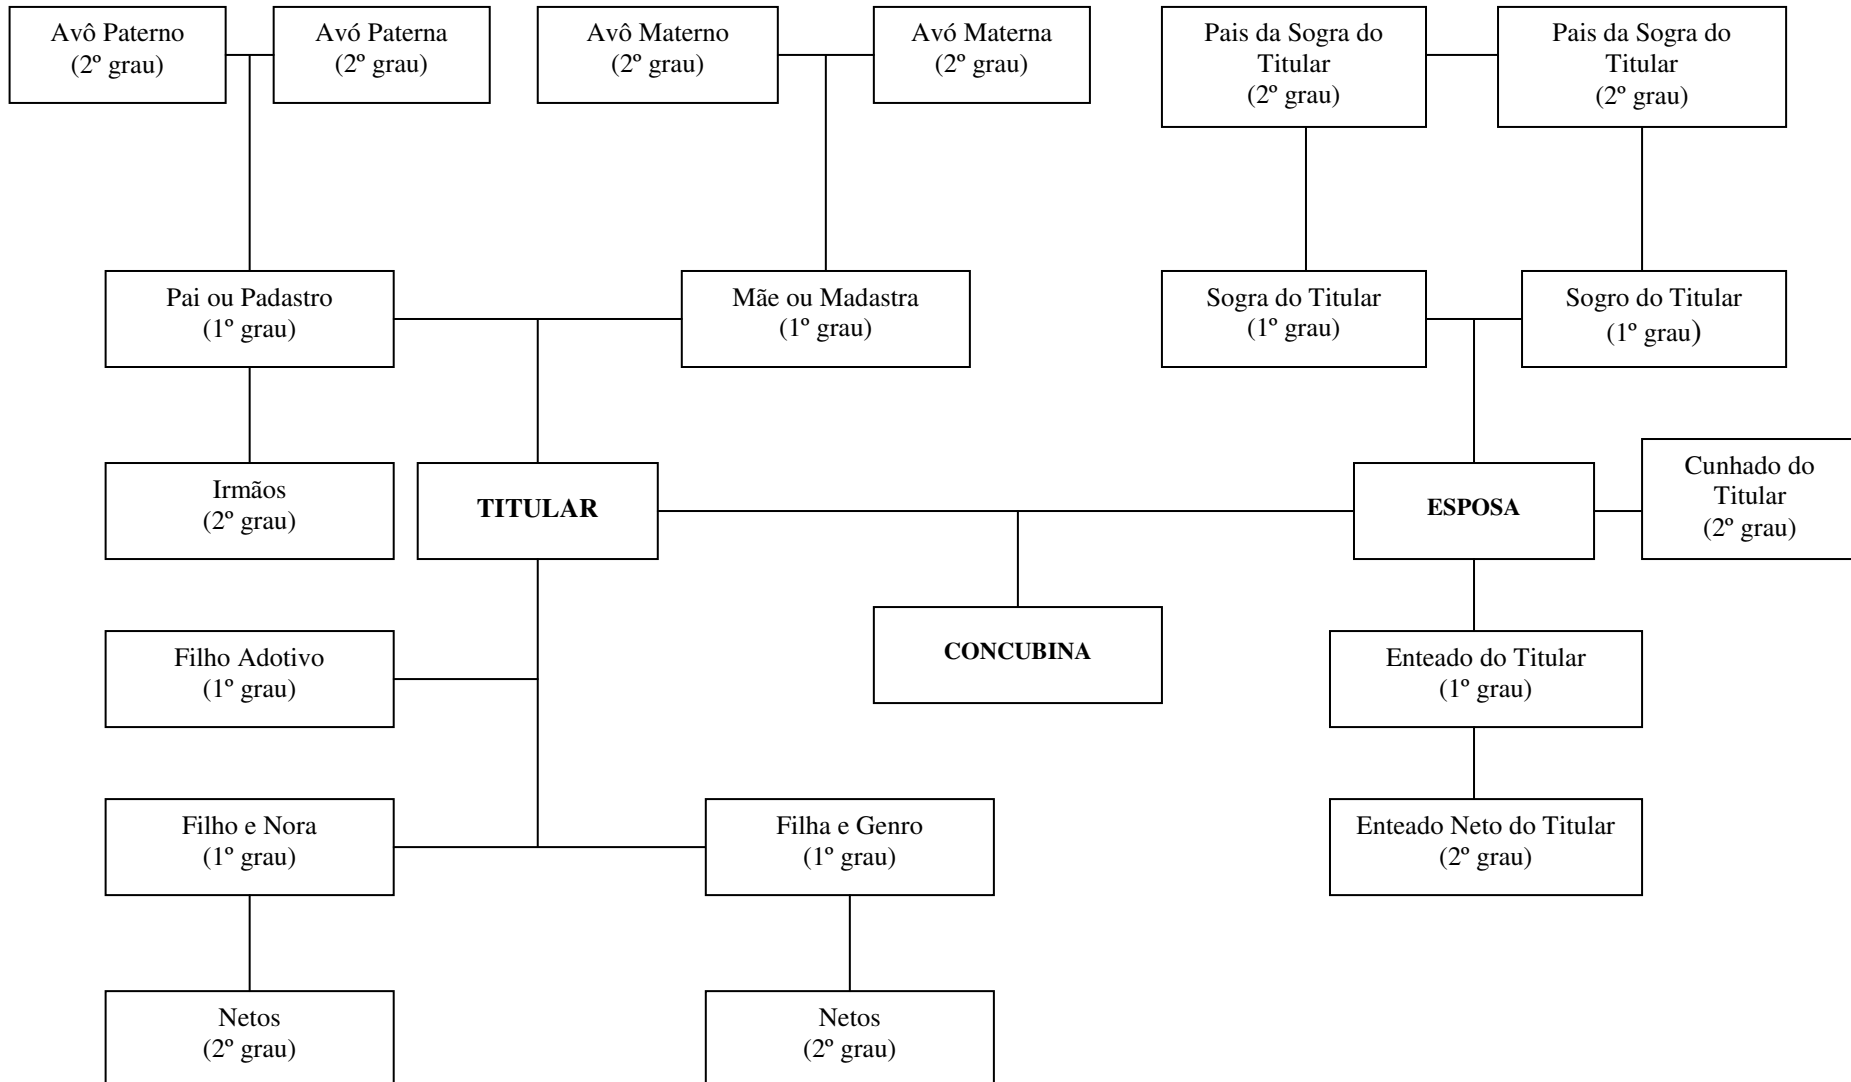 Avô Paterno
(2º grau)
Avó Paterna
(2º grau)
Avô Materno
(2º grau)
Avó Materna
(2º grau)
Pais da Sogra do
Titular
(2º grau)
Pais da Sogra do
Titular
(2º grau)
Pai ou Padastro
(1º grau)
Mãe ou Madastra
(1º grau)
Sogra do Titular
(1º grau)
Sogro do Titular
(1º grau)
Irmãos
(2º grau)
TITULAR
ESPOSA
Cunhado do
Titular
(2º grau)
Filho Adotivo
(1º grau)
CONCUBINA
Enteado do Titular
(1º grau)
Filho e Nora
(1º grau)
Filha e Genro
(1º grau)
Enteado Neto do Titular
(2º grau)
Netos
(2º grau)
Netos
(2º grau)